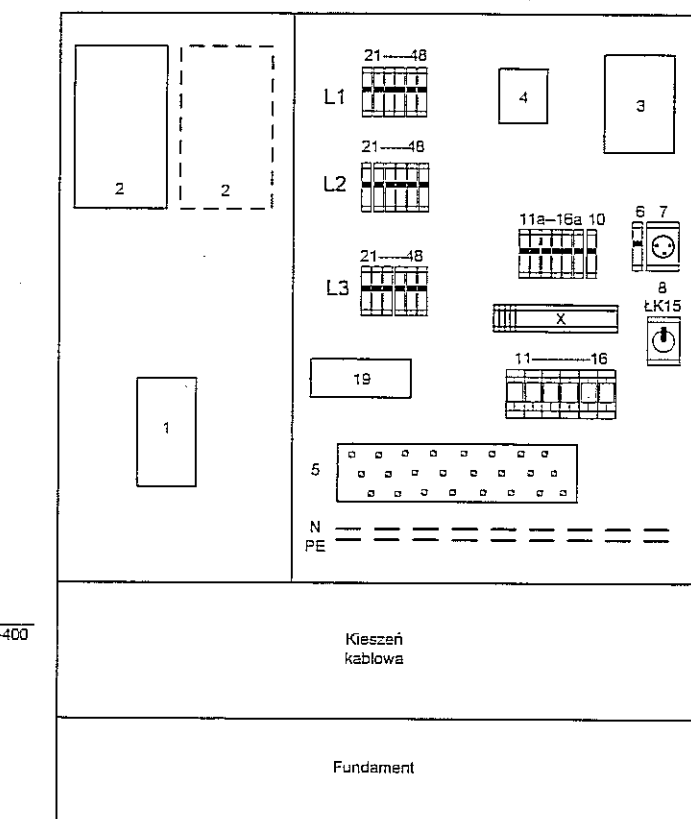 21-----48
L1
4
3
2
2
21-----48
L2
11a–16a 10
6 7
21-----48
L3
8
ŁK15
X
11————16
19
1
5
N
PE
-400
Kieszeń
kablowa
Fundament